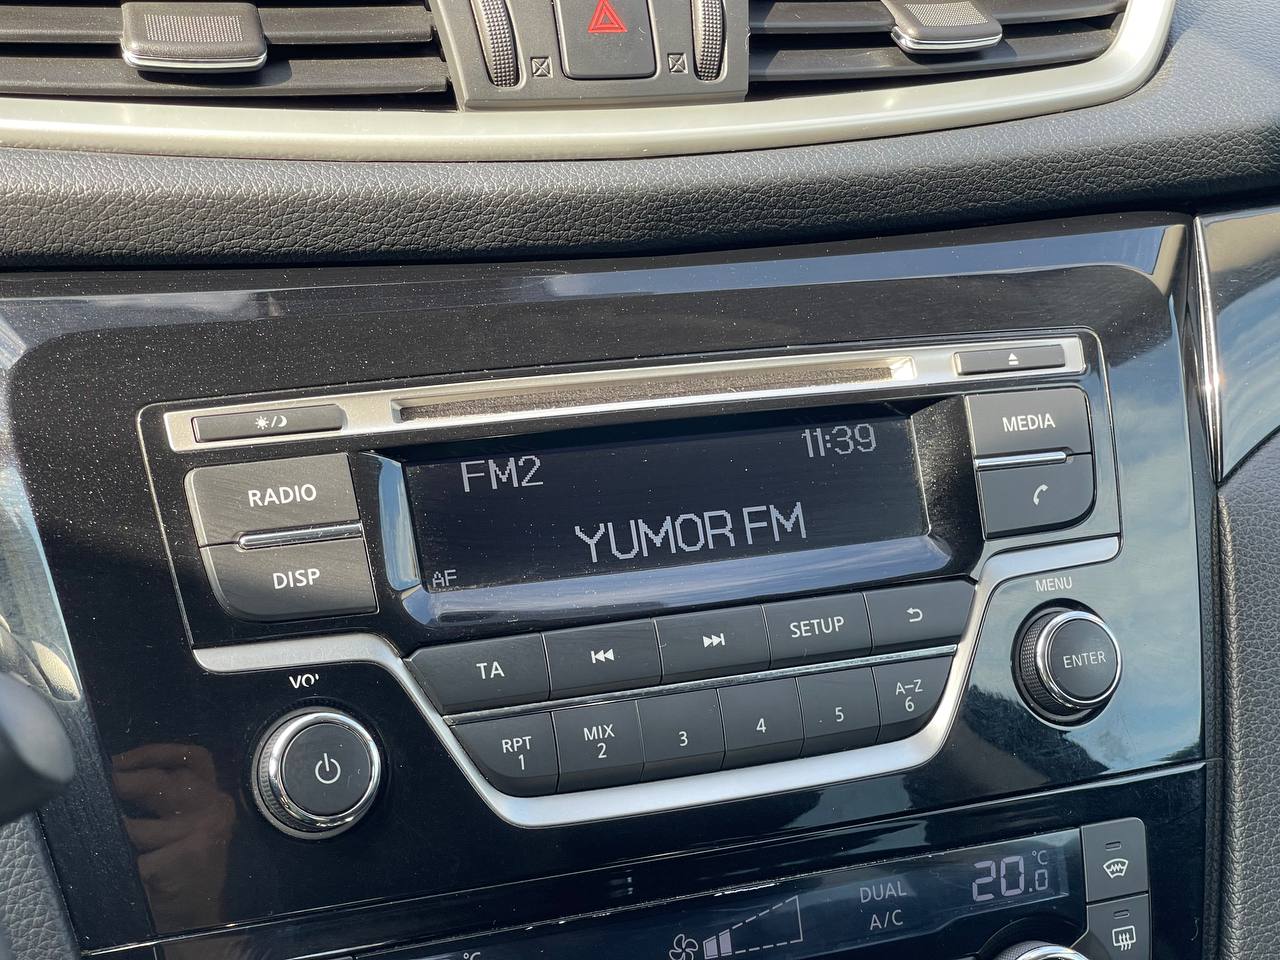 MEDIA
RADIO
DISP
FM2
11:39
YUMOR FM
AF
TA
SETUP
MENU
ENTER
RPT
1
MIX
2
3
4
5
A–Z
6
DUAL
A/C
20.0
°C
°C